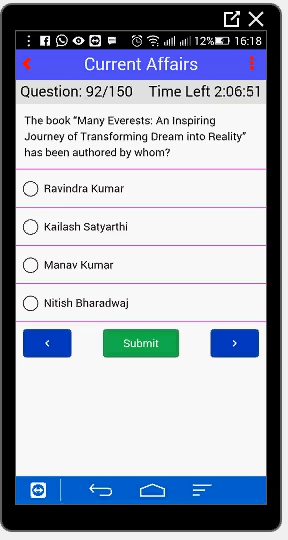 12% 16:18
Current Affairs
Question: 92/150 Time Left 2:06:51
The book “Many Everests: An Inspiring
Journey of Transforming Dream into Reality”
has been authored by whom?
Ravindra Kumar
Kailash Satyarthi
Manav Kumar
Nitish Bharadwaj
< Submit >